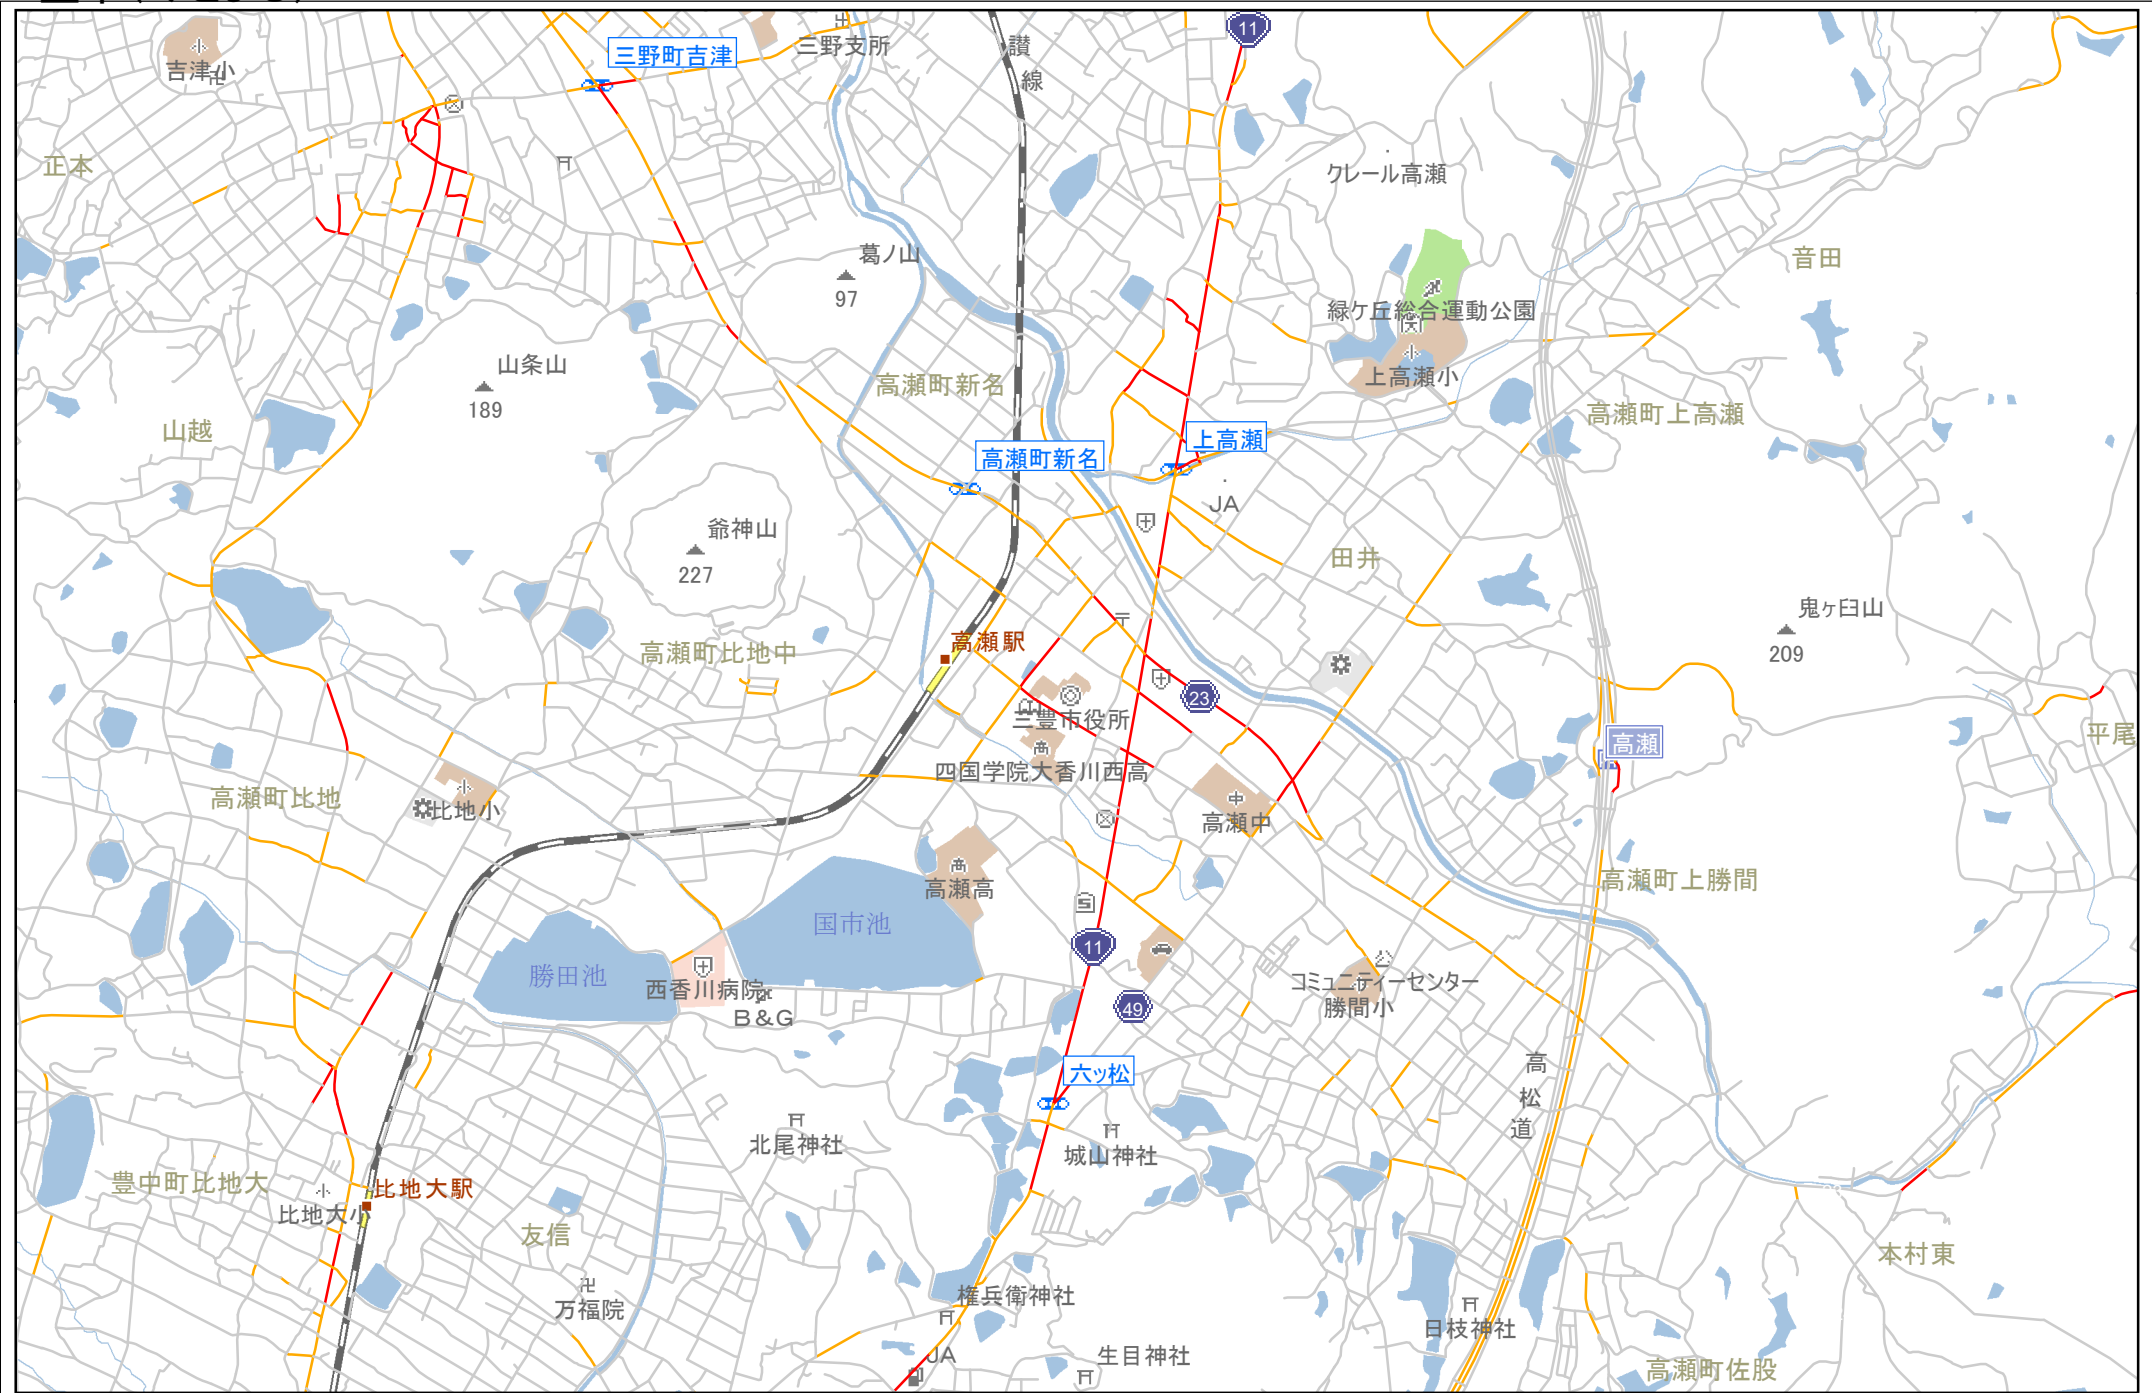 11
三野町吉津
三野支所
讃
線
吉津小
正本
クレール高瀬
葛ノ山
97
音田
緑ケ丘総合運動公園
山条山
189
高瀬町新名
上高瀬小
高瀬町上高瀬
山越
上高瀬
高瀬町新名
JA
爺神山
227
田井
鬼ヶ臼山
209
高瀬駅
高瀬町比地中
23
三豊市役所
平尾
高瀬
四国学院大香川西高
高瀬町比地
比地小
高瀬中
高瀬高
高瀬町上勝間
国市池
11
勝田池
西香川病院
コミュニティーセンター
勝間小
49
B&G
高
松
道
六ッ松
北尾神社
城山神社
豊中町比地大
比地大駅
比地大小
友信
本村東
万福院
権兵衛神社
日枝神社
JA
生目神社
高瀬町佐股